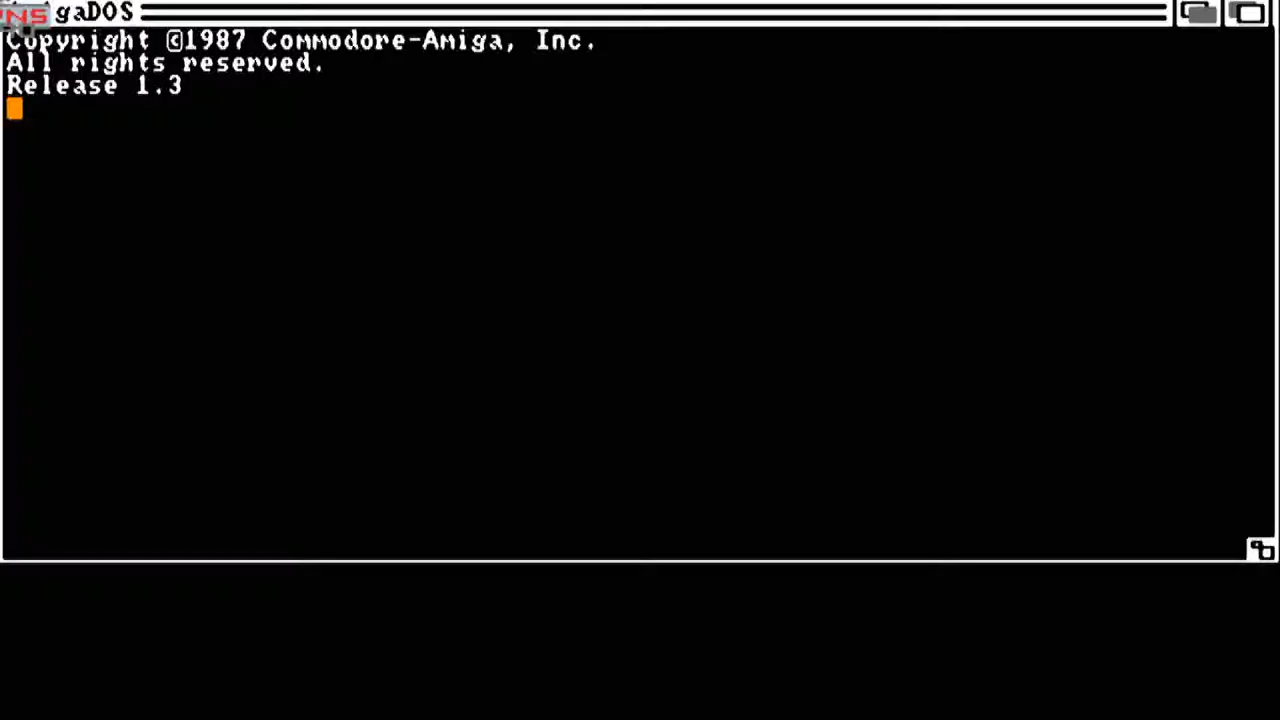 gaDOS
Copyright ©1987 Commodore-Amiga, Inc.
All rights reserved.
Release 1.3